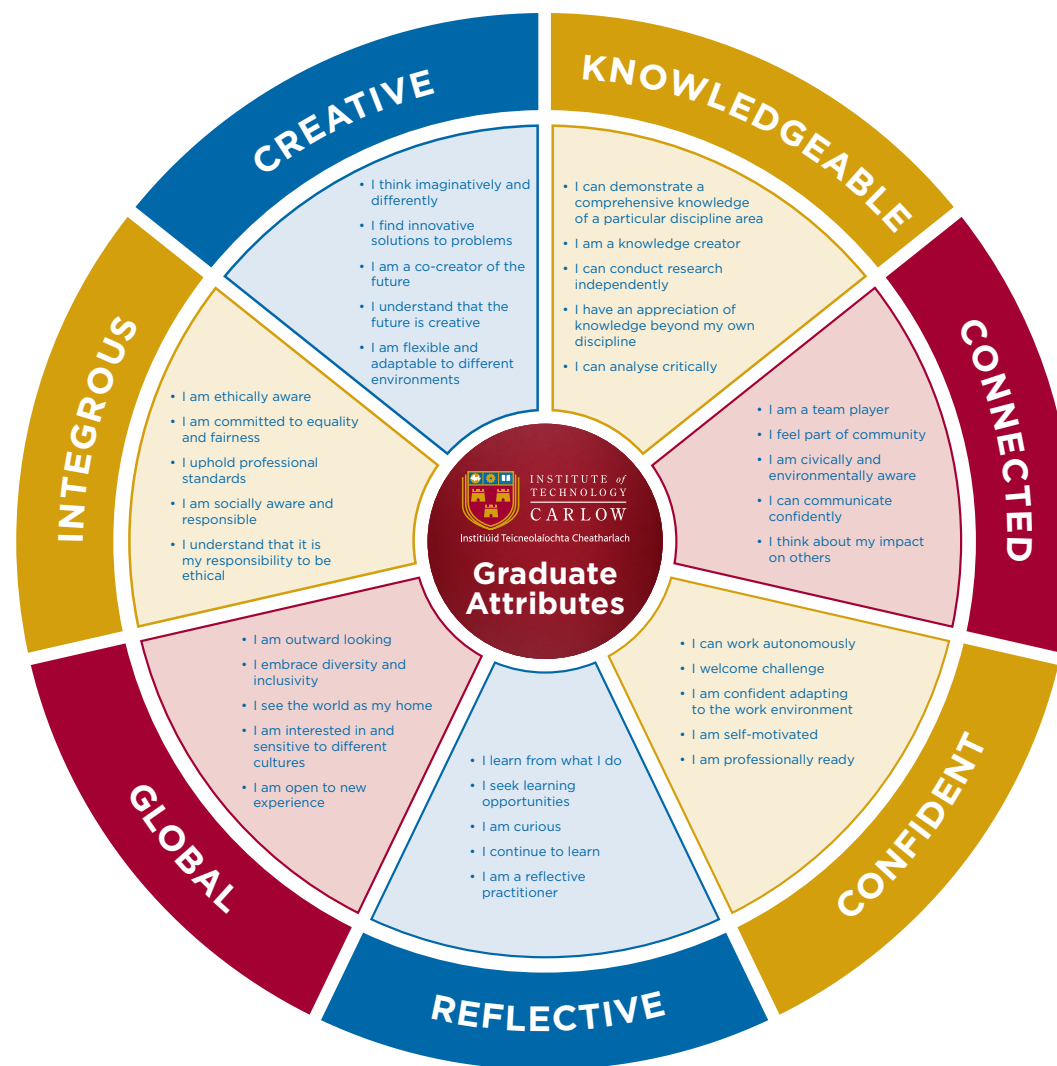 CREATIVE
• I think imaginatively and
differently
• I find innovative
solutions to problems
• I am a co-creator of the
future
• I understand that the
future is creative
• I am flexible and
adaptable to different
environments
KNOWLEDGEABLE
• I can demonstrate a
comprehensive knowledge
of a particular discipline area
• I am a knowledge creator
• I can conduct research
independently
• I have an appreciation of
knowledge beyond my own
discipline
• I can analyse critically
CONNECTED
• I am a team player
• I feel part of community
• I am civically and
environmentally aware
• I can communicate
confidently
• I think about my impact
on others
CONFIDENT
• I can work autonomously
• I welcome challenge
• I am confident adapting
to the work environment
• I am self-motivated
• I am professionally ready
REFLECTIVE
• I learn from what I do
• I seek learning
opportunities
• I am curious
• I continue to learn
• I am a reflective
practitioner
GLOBAL
• I am outward looking
• I embrace diversity and
inclusivity
• I see the world as my home
• I am interested in and
sensitive to different
cultures
• I am open to new
experience
INTEGROUS
• I am ethically aware
• I am committed to equality
and fairness
• I uphold professional
standards
• I am socially aware and
responsible
• I understand that it is
my responsibility to be
ethical
INSTITUTE of
TECHNOLOGY
CARLOW
Institiúid Teicneolaíochta Cheatharlach
Graduate
Attributes